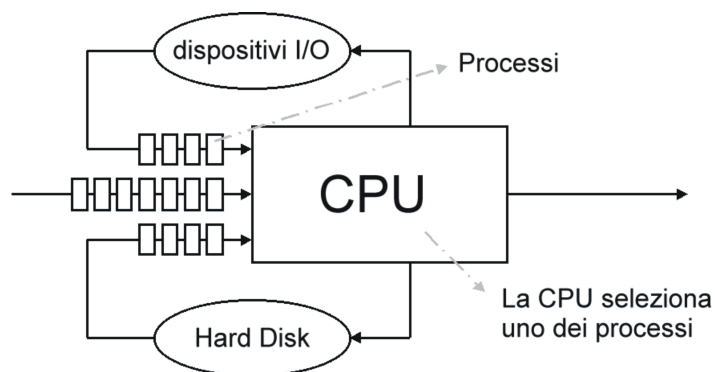 dispositivi I/O
Processi
CPU
La CPU seleziona
uno dei processi
Hard Disk